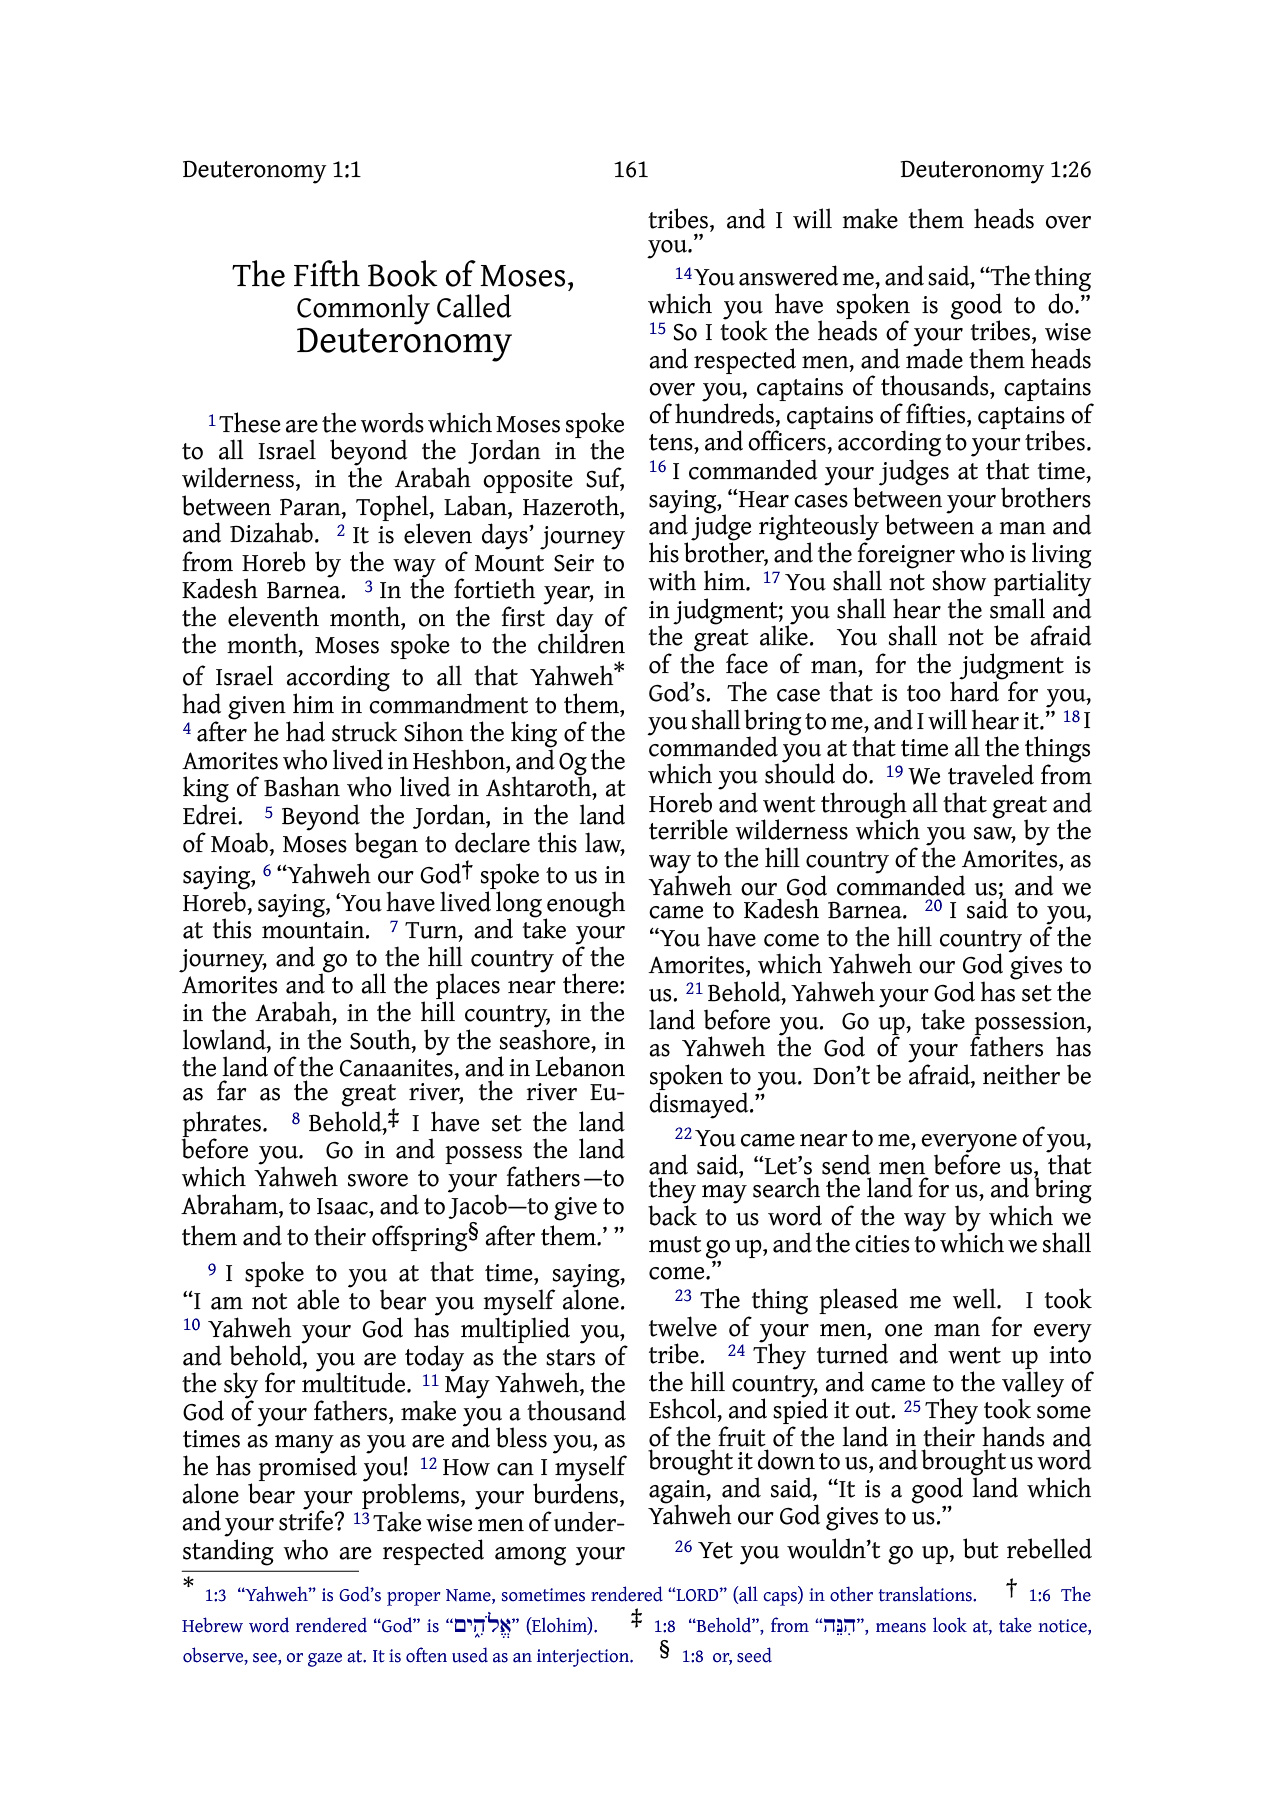 Deuteronomy 1:1 161 Deuteronomy 1:26
The Fifth Book of Moses,
Commonly Called
Deuteronomy
1 These are the words which Moses spoke
to all Israel beyond the Jordan in the
wilderness, in the Arabah opposite Suf,
between Paran, Tophel, Laban, Hazeroth,
and Dizahab. 2 It is eleven days’ journey
from Horeb by the way of Mount Seir to
Kadesh Barnea. 3 In the fortieth year, in
the eleventh month, on the first day of
the month, Moses spoke to the children
of Israel according to all that Yahweh*
had given him in commandment to them,
4 after he had struck Sihon the king of the
Amorites who lived in Heshbon, and Og the
king of Bashan who lived in Ashtaroth, at
Edrei. 5 Beyond the Jordan, in the land
of Moab, Moses began to declare this law,
saying, 6 “Yahweh our God† spoke to us in
Horeb, saying, ‘You have lived long enough
at this mountain. 7 Turn, and take your
journey, and go to the hill country of the
Amorites and to all the places near there:
in the Arabah, in the hill country, in the
lowland, in the South, by the seashore, in
the land of the Canaanites, and in Lebanon
as far as the great river, the river Eu-
phrates. 8 Behold,‡ I have set the land
before you. Go in and possess the land
which Yahweh swore to your fathers—to
Abraham, to Isaac, and to Jacob—to give to
them and to their offspring§ after them.’ ”
9 I spoke to you at that time, saying,
“I am not able to bear you myself alone.
10 Yahweh your God has multiplied you,
and behold, you are today as the stars of
the sky for multitude. 11 May Yahweh, the
God of your fathers, make you a thousand
times as many as you are and bless you, as
he has promised you! 12 How can I myself
alone bear your problems, your burdens,
and your strife? 13 Take wise men of under-
standing who are respected among your
tribes, and I will make them heads over
you.”
14 You answered me, and said, “The thing
which you have spoken is good to do.”
15 So I took the heads of your tribes, wise
and respected men, and made them heads
over you, captains of thousands, captains
of hundreds, captains of fifties, captains of
tens, and officers, according to your tribes.
16 I commanded your judges at that time,
saying, “Hear cases between your brothers
and judge righteously between a man and
his brother, and the foreigner who is living
with him. 17 You shall not show partiality
in judgment; you shall hear the small and
the great alike. You shall not be afraid
of the face of man, for the judgment is
God’s. The case that is too hard for you,
you shall bring to me, and I will hear it.” 18 I
commanded you at that time all the things
which you should do. 19 We traveled from
Horeb and went through all that great and
terrible wilderness which you saw, by the
way to the hill country of the Amorites, as
Yahweh our God commanded us; and we
came to Kadesh Barnea. 20 I said to you,
“You have come to the hill country of the
Amorites, which Yahweh our God gives to
us. 21 Behold, Yahweh your God has set the
land before you. Go up, take possession,
as Yahweh the God of your fathers has
spoken to you. Don’t be afraid, neither be
dismayed.”
22 You came near to me, everyone of you,
and said, “Let’s send men before us, that
they may search the land for us, and bring
back to us word of the way by which we
must go up, and the cities to which we shall
come.”
23 The thing pleased me well. I took
twelve of your men, one man for every
tribe. 24 They turned and went up into
the hill country, and came to the valley of
Eshcol, and spied it out. 25 They took some
of the fruit of the land in their hands and
brought it down to us, and brought us word
again, and said, “It is a good land which
Yahweh our God gives to us.”
26 Yet you wouldn’t go up, but rebelled
* 1:3 “Yahweh” is God’s proper Name, sometimes rendered “LORD” (all caps) in other translations. † 1:6 The
Hebrew word rendered “God” is “אֱלֹהִ֑ים” (Elohim). ‡ 1:8 “Behold”, from “הִנֵּה”, means look at, take notice,
observe, see, or gaze at. It is often used as an interjection. § 1:8 or, seed